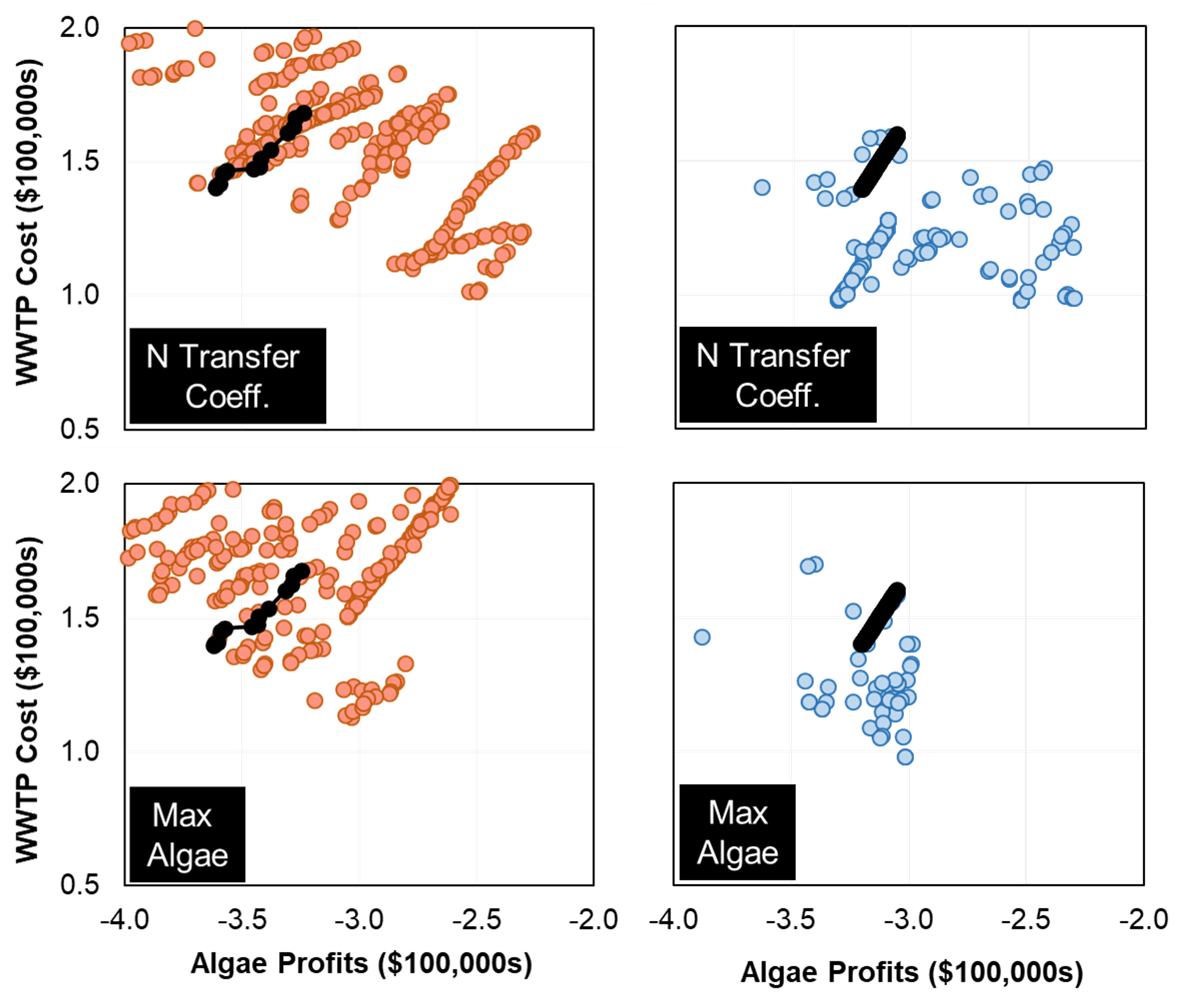 WWTP Cost ($100,000s)
2.0
1.5
1.0
0.5
N Transfer
Coeff.
N Transfer
Coeff.
WWTP Cost ($100,000s)
2.0
1.5
1.0
0.5
Max
Algae
Max
Algae
-4.0 -3.5 -3.0 -2.5 -2.0
-4.0 -3.5 -3.0 -2.5 -2.0
Algae Profits ($100,000s)
Algae Profits ($100,000s)